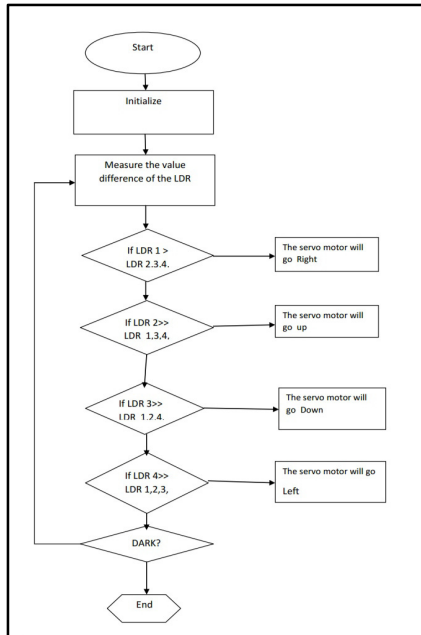 Start
Initialize
Measure the value
difference of the LDR
If LDR 1 >
LDR 2.3.4.
The servo motor will
go Right
If LDR 2>>
LDR 1,3,4,
The servo motor will
go up
If LDR 3>>
LDR 1.2.4.
The servo motor will
go Down
If LDR 4>>
LDR 1,2,3,
The servo motor will go
Left
DARK?
End